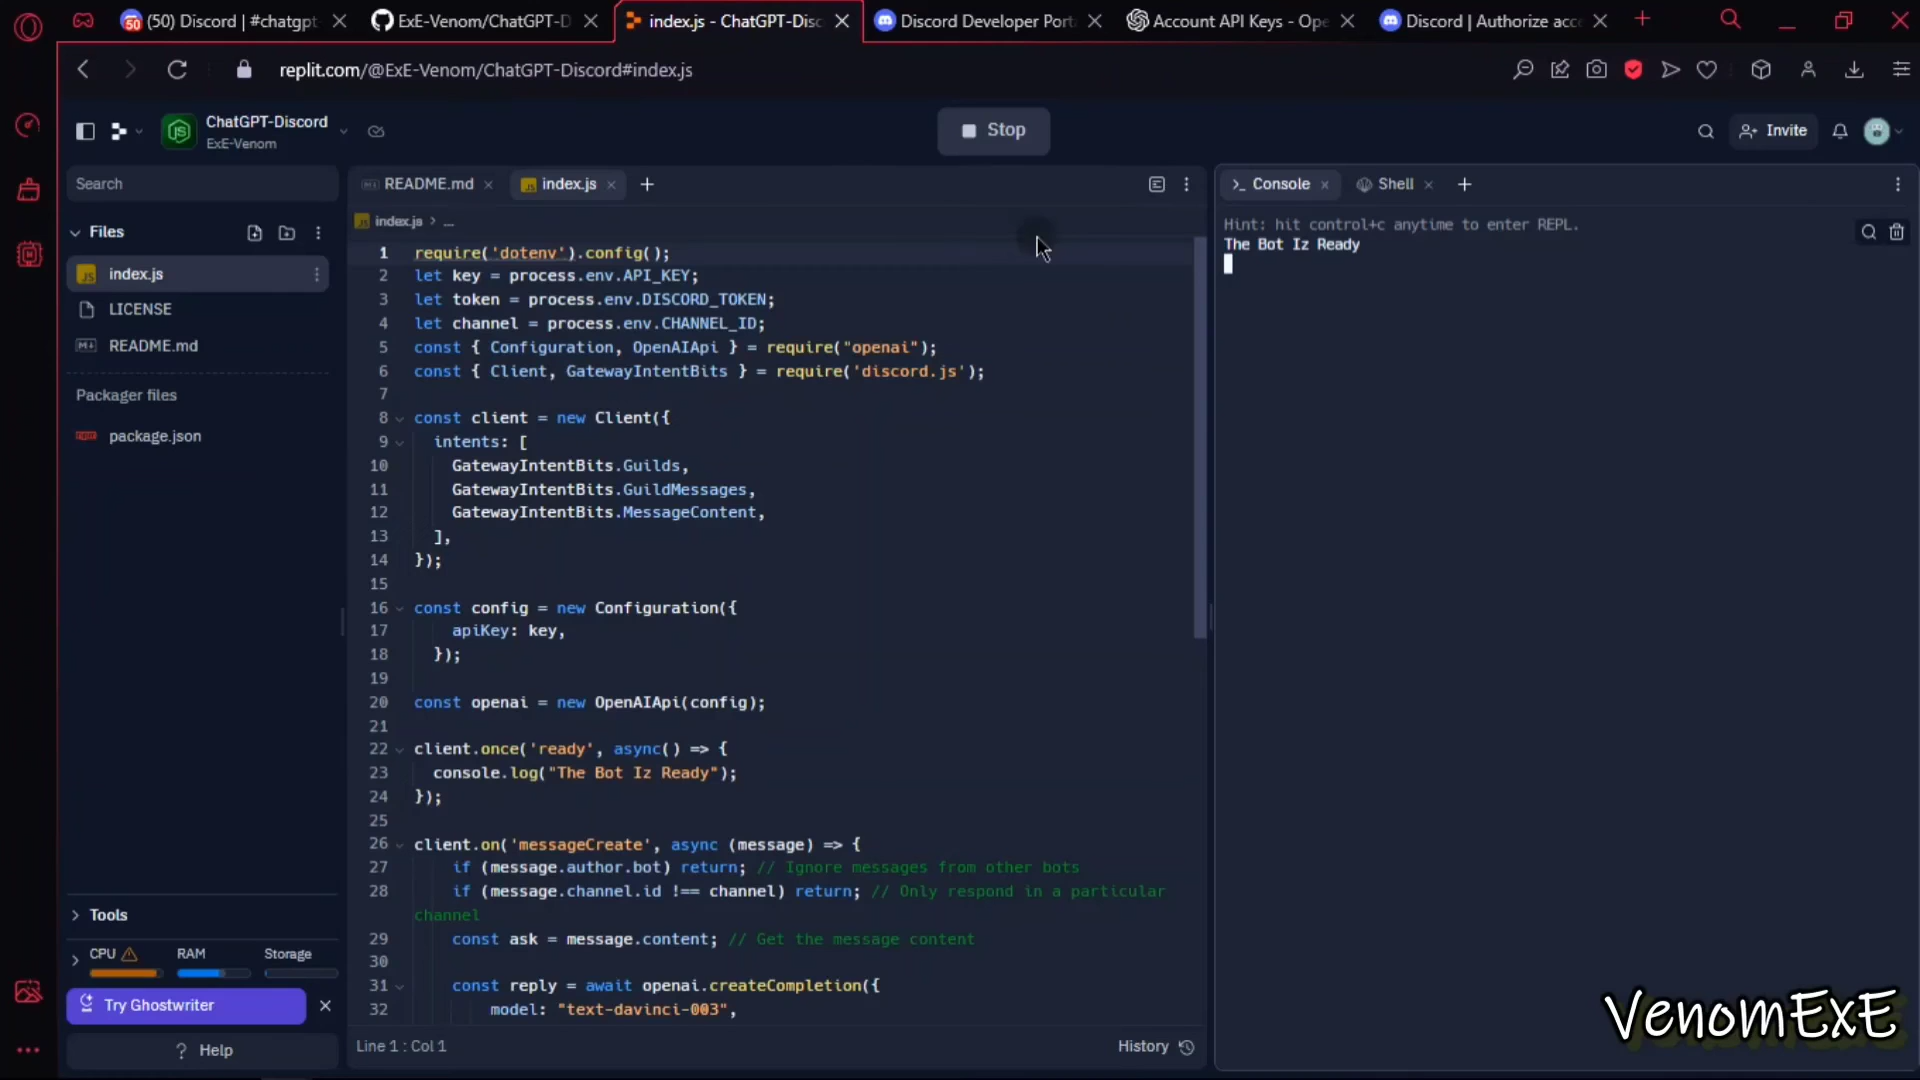 (50) Discord | #chatgpt
ExE-Venom/ChatGPT-D
index.js - ChatGPT-Disc
Discord Developer Port
Account API Keys - Ope
Discord | Authorize acce
replit.com/@ExE-Venom/ChatGPT-Discord#index.js
ChatGPT-Discord
ExE-Venom
Stop
Invite
Search
README.md
index.js
Console
Shell
Files
index.js > ...
Hint: hit control+c anytime to enter REPL.
The Bot Iz Ready
index.js
LICENSE
README.md
Packager files
package.json
1 require('dotenv').config();
2 let key = process.env.API_KEY;
3 let token = process.env.DISCORD_TOKEN;
4 let channel = process.env.CHANNEL_ID;
5 const { Configuration, OpenAIApi } = require("openai");
6 const { Client, GatewayIntentBits } = require('discord.js');
7
8 const client = new Client({
9 intents: [
10 GatewayIntentBits.Guilds,
11 GatewayIntentBits.GuildMessages,
12 GatewayIntentBits.MessageContent,
13 ],
14 });
15
16 const config = new Configuration({
17 apiKey: key,
18 });
19
20 const openai = new OpenAIApi(config);
21
22 client.once('ready', async() => {
23 console.log("The Bot Iz Ready");
24 });
25
26 client.on('messageCreate', async (message) => {
27 if (message.author.bot) return; // Ignore messages from other bots
28 if (message.channel.id !== channel) return; // Only respond in a particular
channel
29 const ask = message.content; // Get the message content
30
31 const reply = await openai.createCompletion({
32 model: "text-davinci-003",
Tools
CPU
RAM
Storage
Try Ghostwriter
? Help
Line 1 : Col 1
History
VenomExE